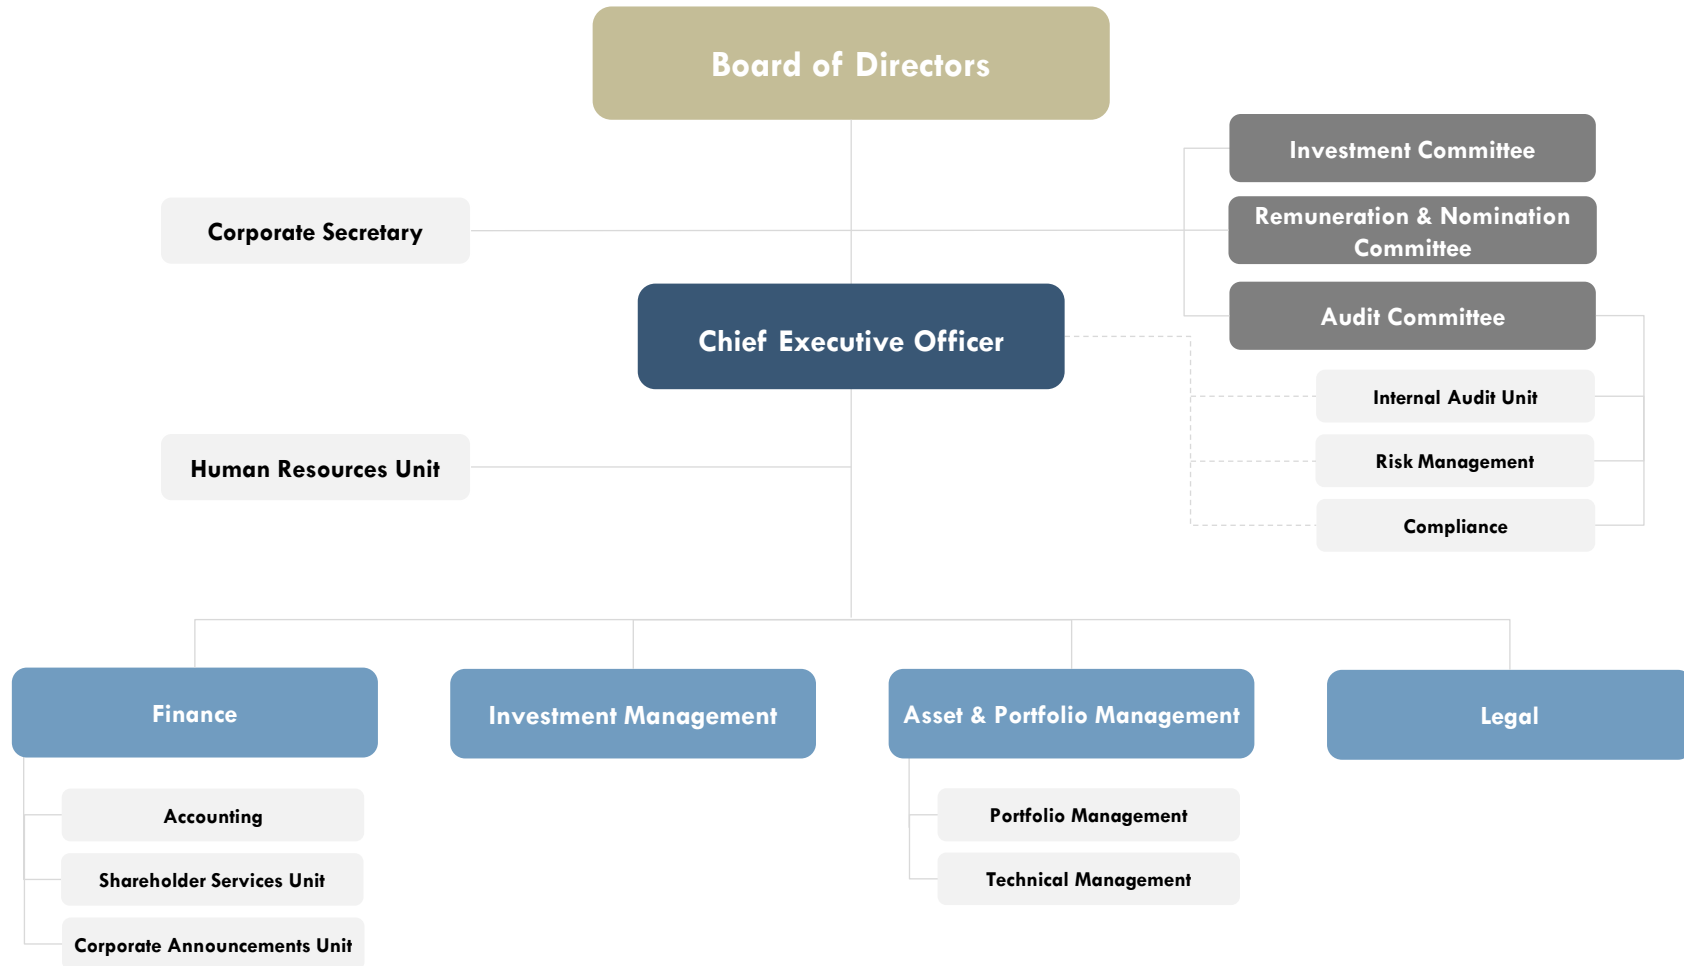 Board of Directors
Investment Committee
Corporate Secretary
Remuneration & Nomination
Committee
Chief Executive Officer
Audit Committee
Internal Audit Unit
Human Resources Unit
Risk Management
Compliance
Finance
Investment Management
Asset & Portfolio Management
Legal
Accounting
Portfolio Management
Shareholder Services Unit
Technical Management
Corporate Announcements Unit